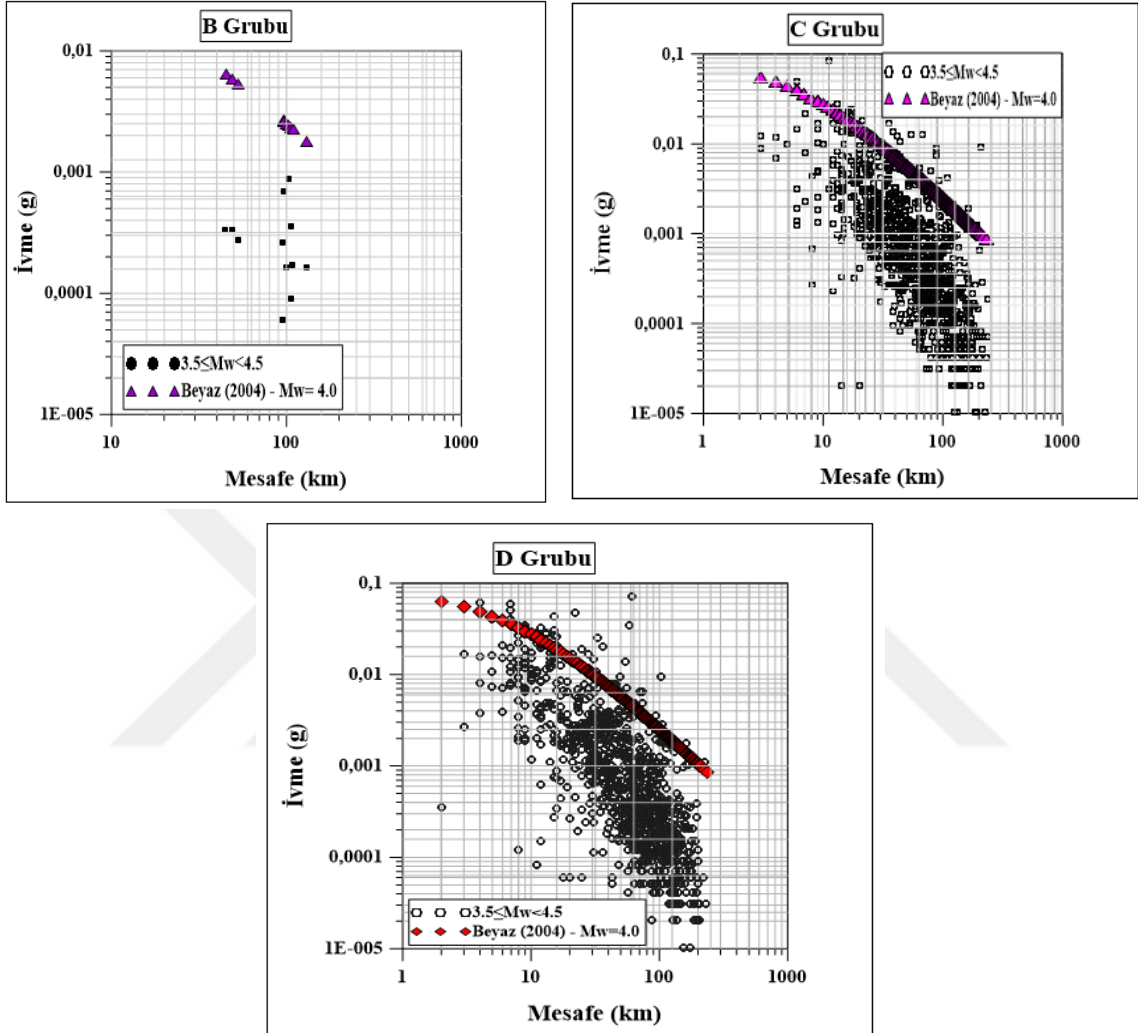 B Grubu
0,01
0,001
0,0001
1E-005
İvme (g)
3.5≤Mw<4.5
Beyaz (2004) - Mw= 4.0
10
100
1000
Mesafe (km)
C Grubu
0,1
0,01
0,001
0,0001
1E-005
İvme (g)
3.5≤Mw<4.5
Beyaz (2004) - Mw=4.0
1
10
100
1000
Mesafe (km)
D Grubu
0,1
0,01
0,001
0,0001
1E-005
İvme (g)
3.5≤Mw<4.5
Beyaz (2004) - Mw=4.0
1
10
100
1000
Mesafe (km)